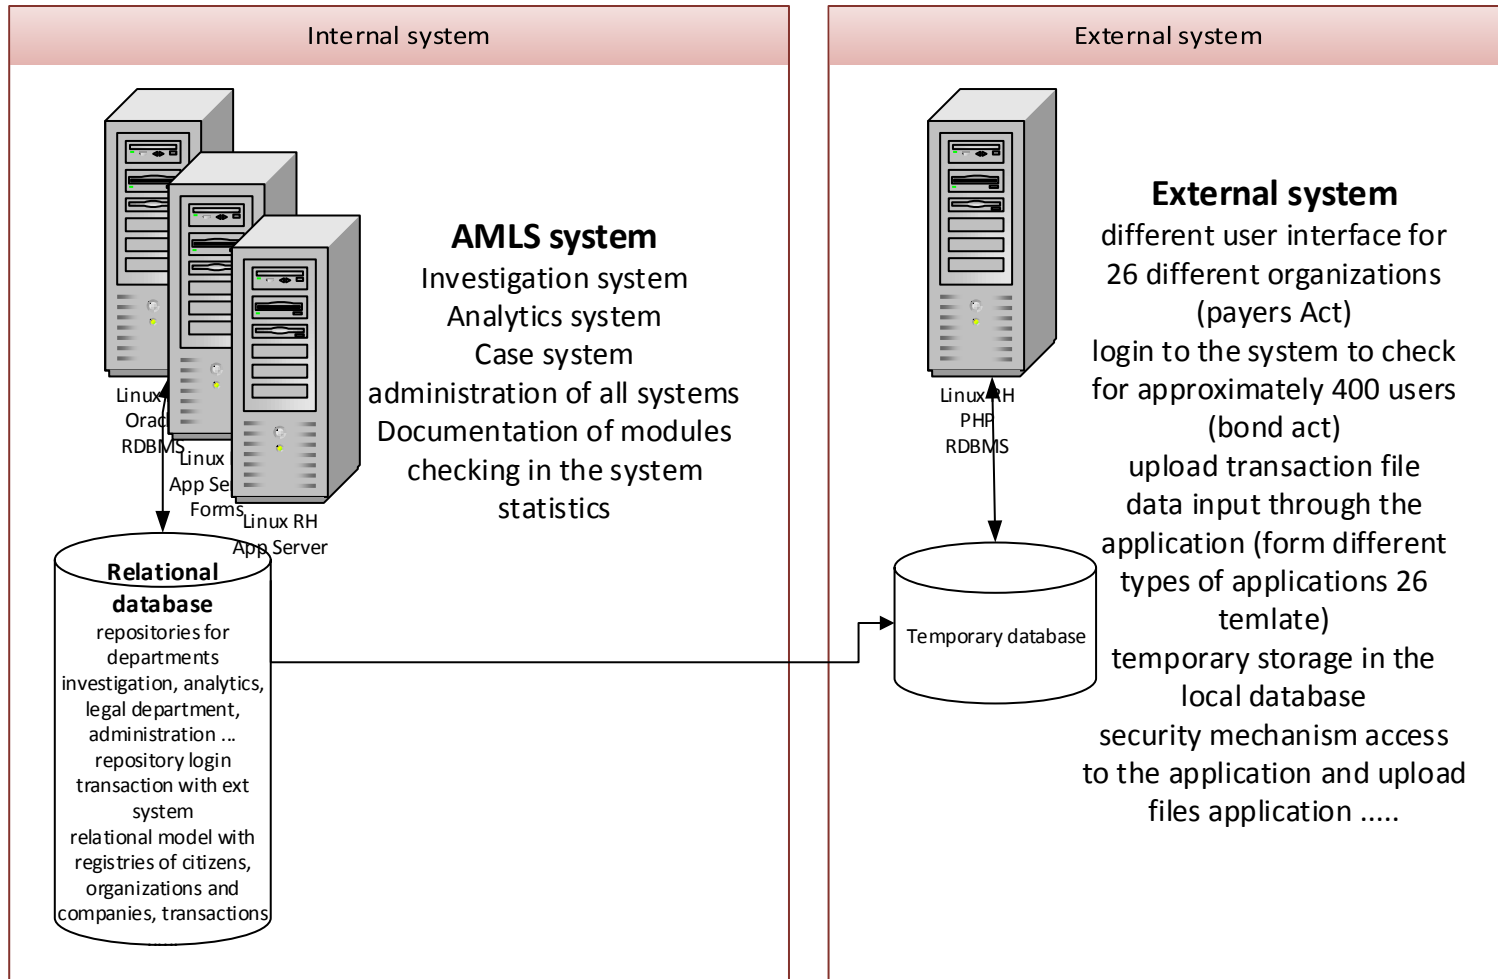 Internal system
AMLS system
Investigation system
Analytics system
Case system
administration of all systems
Documentation of modules
checking in the system
statistics
Linux
RDBMS
Linux
Forms
Linux RH
App Server
Relational
database
repositories for
departments
investigation, analytics,
legal department,
administration ...
repository login
transaction with ext
system
relational model with
registries of citizens,
organizations and
companies, transactions
......
External system
Linux RH
PHP
RDBMS
Temporary database
External system
different user interface for
26 different organizations
(payers Act)
login to the system to check
for approximately 400 users
(bond act)
upload transaction file
data input through the
application (form different
types of applications 26
temlate)
temporary storage in the
local database
security mechanism access
to the application and upload
files application .....